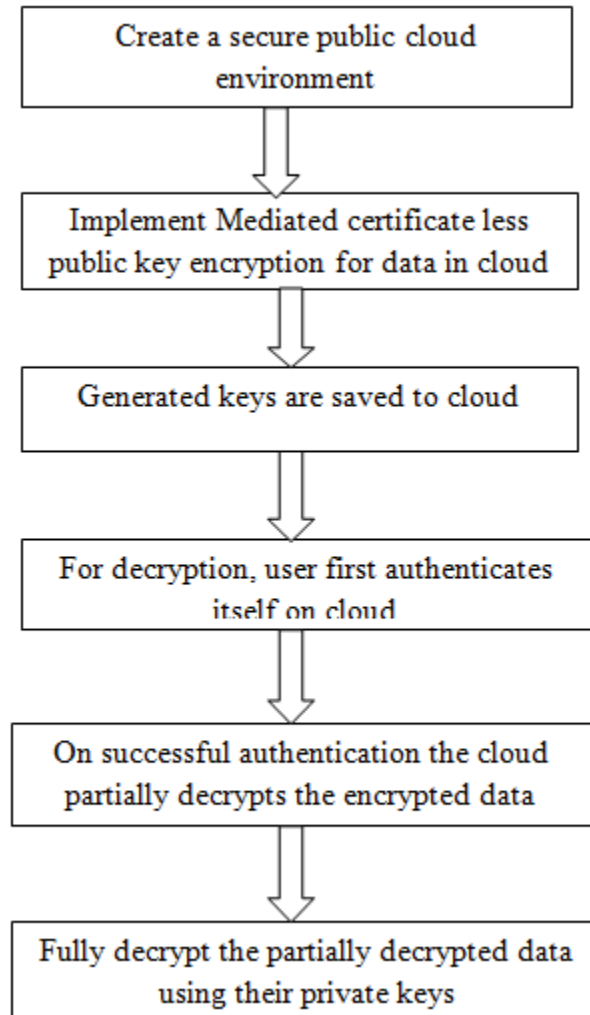 Create a secure public cloud
environment
Implement Mediated certificate less
public key encryption for data in cloud
Generated keys are saved to cloud
For decryption, user first authenticates
itself on cloud
On successful authentication the cloud
partially decrypts the encrypted data
Fully decrypt the partially decrypted data
using their private keys